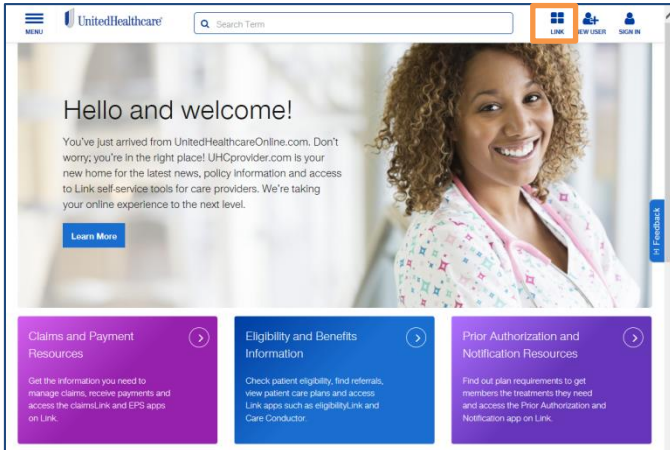 MENU
UnitedHealthcare®
Search Term
LINK
NEW USER
SIGN IN
Hello and welcome!
You've just arrived from UnitedHealthcareOnline.com. Don't
worry; you're in the right place! UHCprovider.com is your
new home for the latest news, policy information and access
to Link self-service tools for care providers. We're taking
your online experience to the next level.
Learn More
Feedback
Claims and Payment
Resources
Get the information you need to
manage claims, receive payments and
access the claimsLink and EPS apps
on Link.
Eligibility and Benefits
Information
Check patient eligibility, find referrals,
view patient care plans and access
Link apps such as eligibilityLink and
Care Conductor.
Prior Authorization and
Notification Resources
Find out plan requirements to get
members the treatments they need
and access the Prior Authorization and
Notification app on Link.